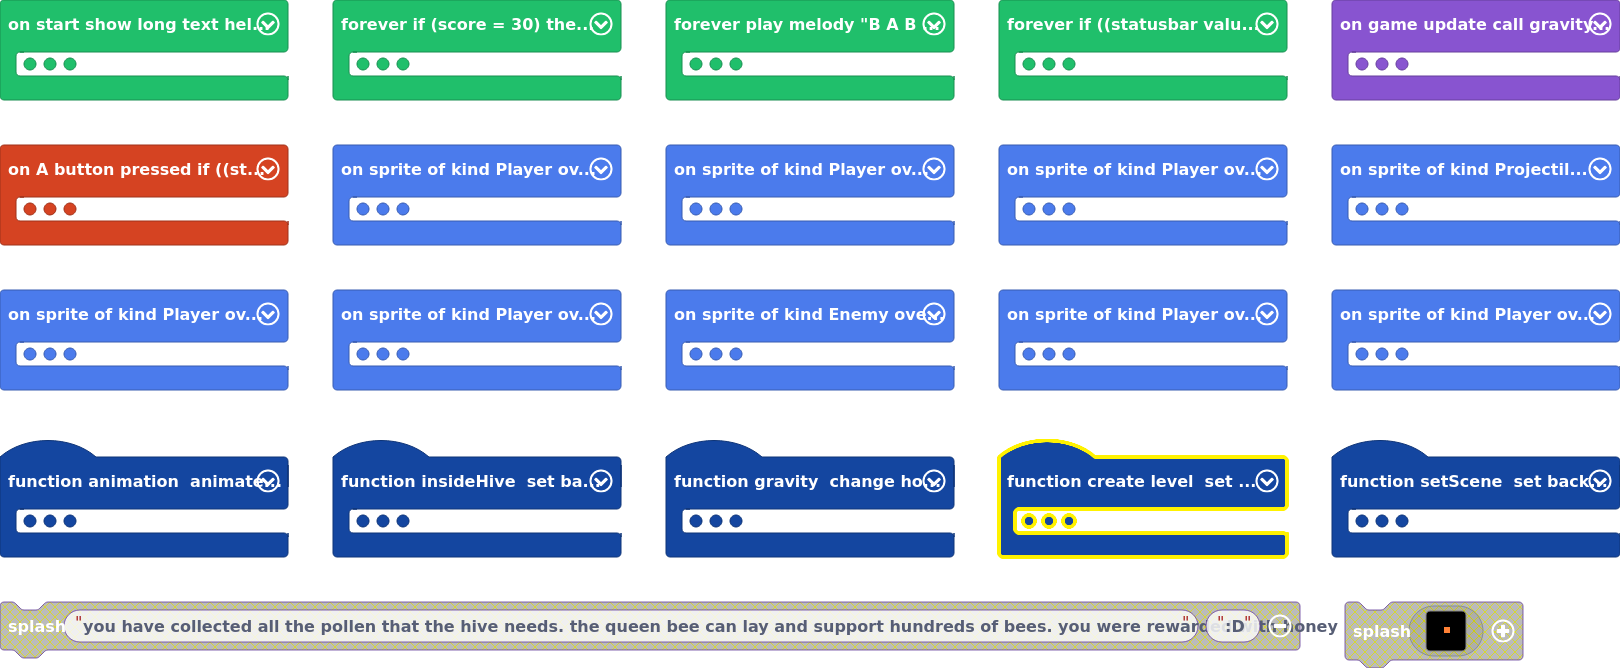 on start show long text hel...
forever if (score = 30) the...
forever play melody "B A B ...
forever if ((statusbar valu...
on game update call gravity...
on A button pressed if ((st...
on sprite of kind Player ov...
on sprite of kind Player ov...
on sprite of kind Player ov...
on sprite of kind Projectil...
on sprite of kind Player ov...
on sprite of kind Player ov...
on sprite of kind Enemy ove...
on sprite of kind Player ov...
on sprite of kind Player ov...
function animation animate...
function insideHive set ba...
function gravity change ho...
function create level set ...
function setScene set back...
splash "you have collected all the pollen that the hive needs. the queen bee can lay and support hundreds of bees. you were rewarded with honey" ":D"
splash